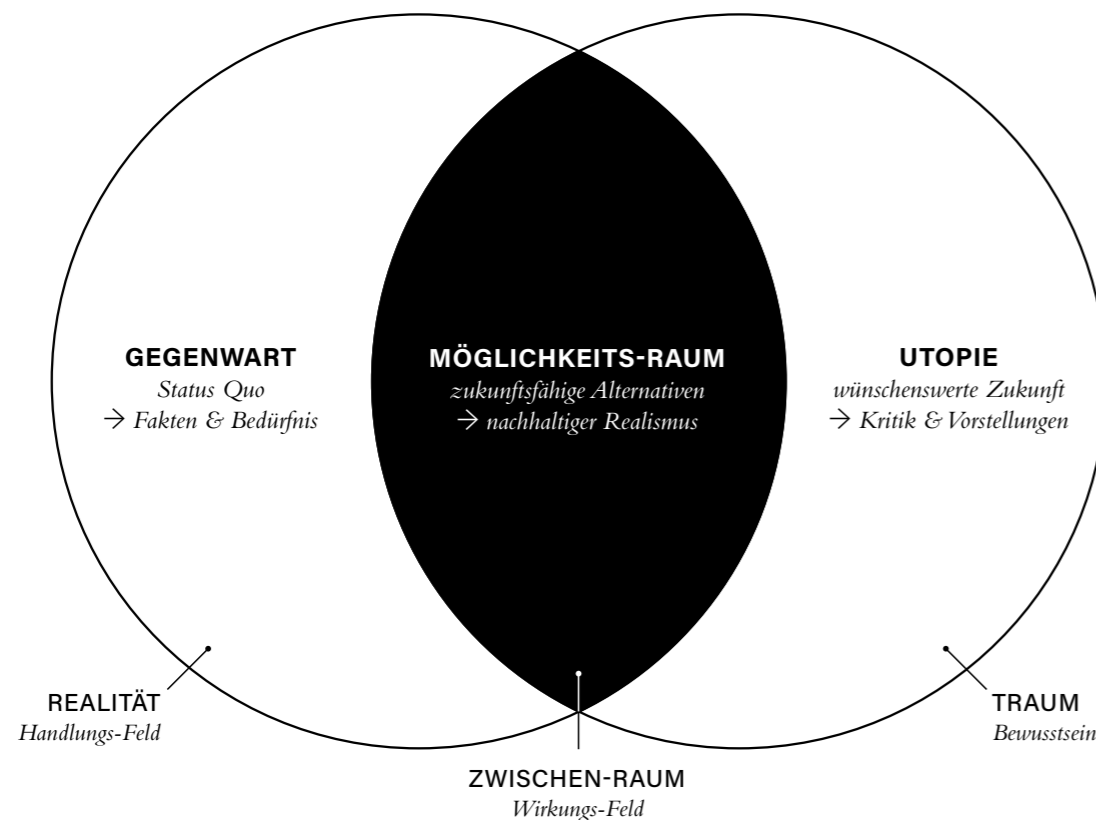 GEGENWART
Status Quo
→ Fakten & Bedürfnis
MÖGLICHKEITS-RAUM
zukunftsfähige Alternativen
→ nachhaltiger Realismus
UTOPIE
wünschenswerte Zukunft
→ Kritik & Vorstellungen
REALITÄT
Handlungs-Feld
ZWISCHEN-RAUM
Wirkungs-Feld
TRAUM
Bewusstsein